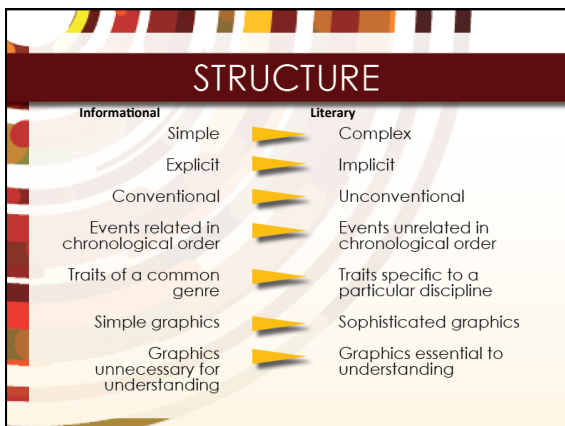 STRUCTURE
Informational Literary
Simple Complex
Explicit Implicit
Conventional Unconventional
Events related in Events unrelated in
chronological order chronological order
Traits of a common Traits specific to a
genre particular discipline
Simple graphics Sophisticated graphics
Graphics Graphics essential to
unnecessary for understanding
understanding